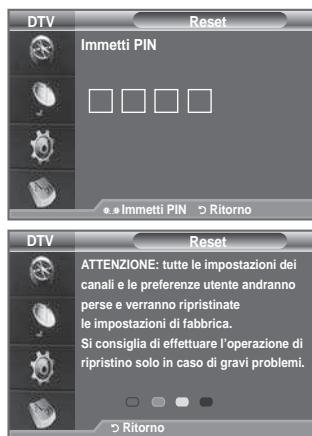 DTV Reset
Immetti PIN
0...9 Immetti PIN Ritorno
DTV Reset
ATTENZIONE: tutte le impostazioni dei
canali e le preferenze utente andranno
perse e verranno ripristinate
le impostazioni di fabbrica.
Si consiglia di effettuare l'operazione di
ripristino solo in caso di gravi problemi.
Ritorno